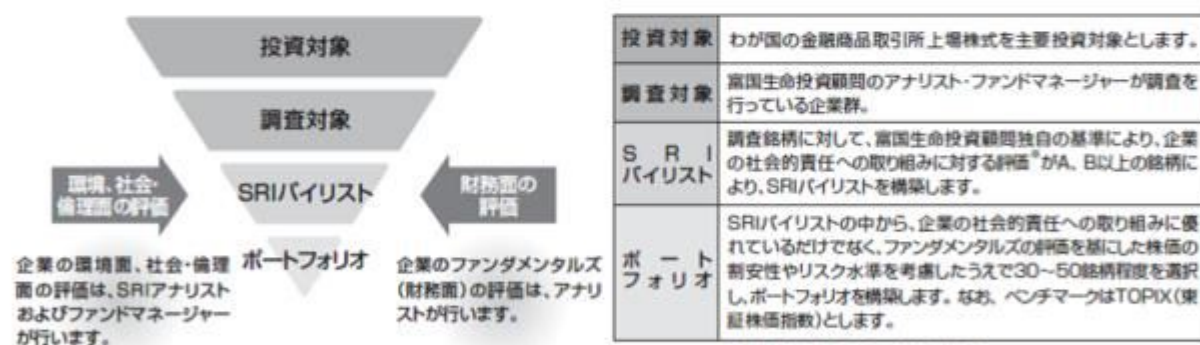 投資対象
調査対象
SRIバイリスト
ポートフォリオ
環境、社会・
倫理面の評価
財務面の
評価
企業の環境面、社会・倫理
面の評価は、SRIアナリスト
およびファンドマネージャー
が行います。
企業のファンダメンタルズ
(財務面)の評価は、アナリ
ストが行います。
投資対象
わが国の金融商品取引所上場株式を主要投資対象とします。
調査対象
富国生命投資顧問のアナリスト・ファンドマネージャーが調査を
行っている企業群。
SRI
バイリスト
調査銘柄に対して、富国生命投資顧問独自の基準により、企業
の社会的責任への取り組みに対する評価※がA、B以上の銘柄に
より、SRIバイリストを構築します。
ポート
フォリオ
SRIバイリストの中から、企業の社会的責任への取り組みに優
れているだけでなく、ファンダメンタルズの評価を基にした株価の
割安性やリスク水準を考慮したうえで30～50銘柄程度を選択
し、ポートフォリオを構築します。なお、ベンチマークはTOPIX(東
証株価指数)とします。